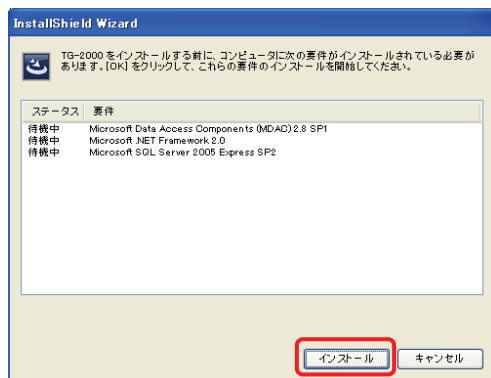 InstallShield Wizard
TG-2000 をインストールする前に、コンピュータに次の要件がインストールされている必要が
あります。[OK] をクリックして、これらの要件のインストールを開始してください。
ステータス 要件
待機中 Microsoft Data Access Components (MDAC) 2.8 SP1
待機中 Microsoft .NET Framework 2.0
待機中 Microsoft SQL Server 2005 Express SP2
インストール キャンセル